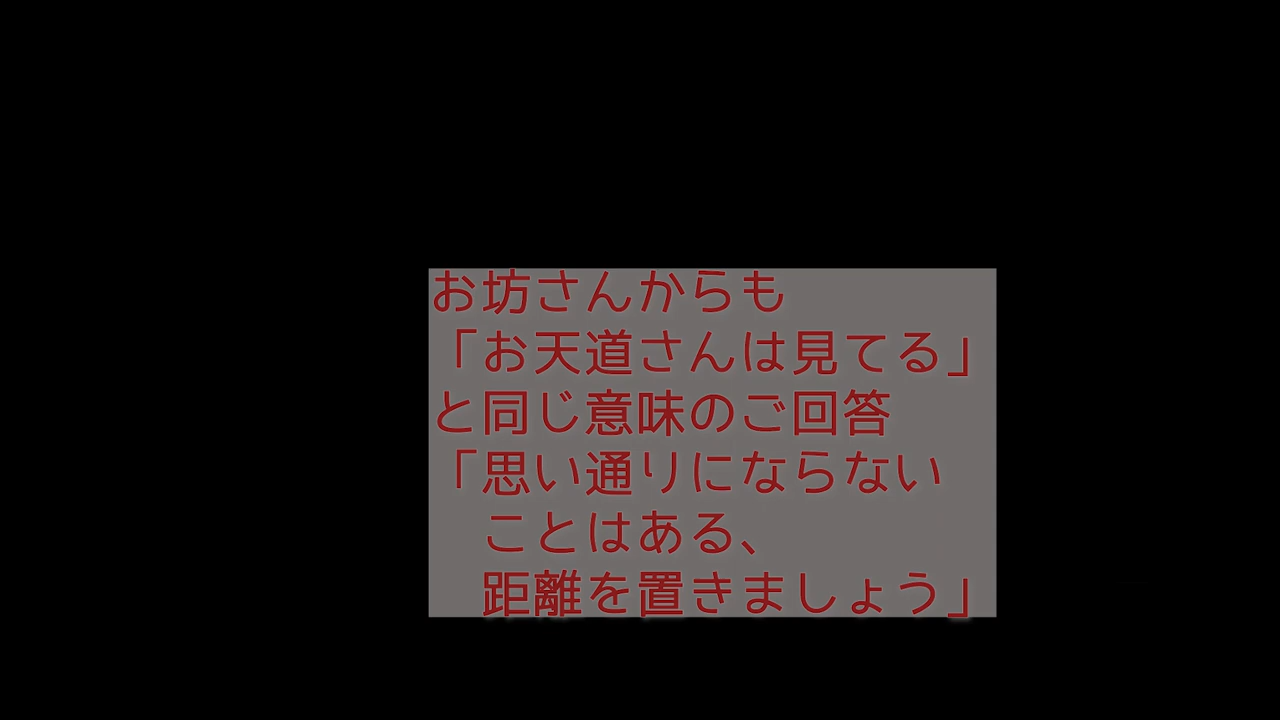 お坊さんからも
「お天道さんは見てる」
と同じ意味のご回答
「思い通りにならない
　ことはある、
　距離を置きましょう」